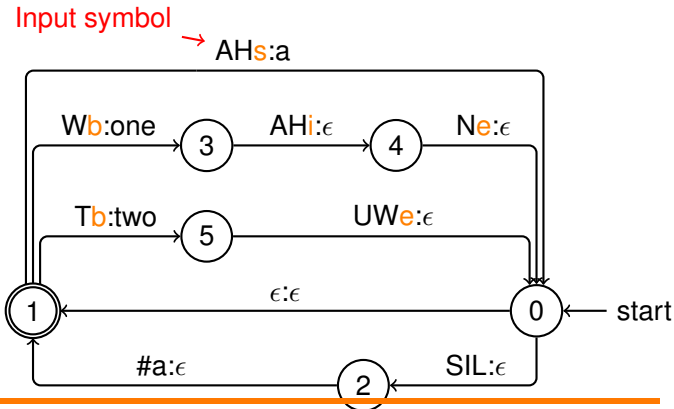 Input symbol
AHs:a
Wb:one 3 AHi:ϵ 4 Ne:ϵ
Tb:two 5 UWe:ϵ
1 ϵ:ϵ 0 start
#a:ϵ 2 SIL:ϵ